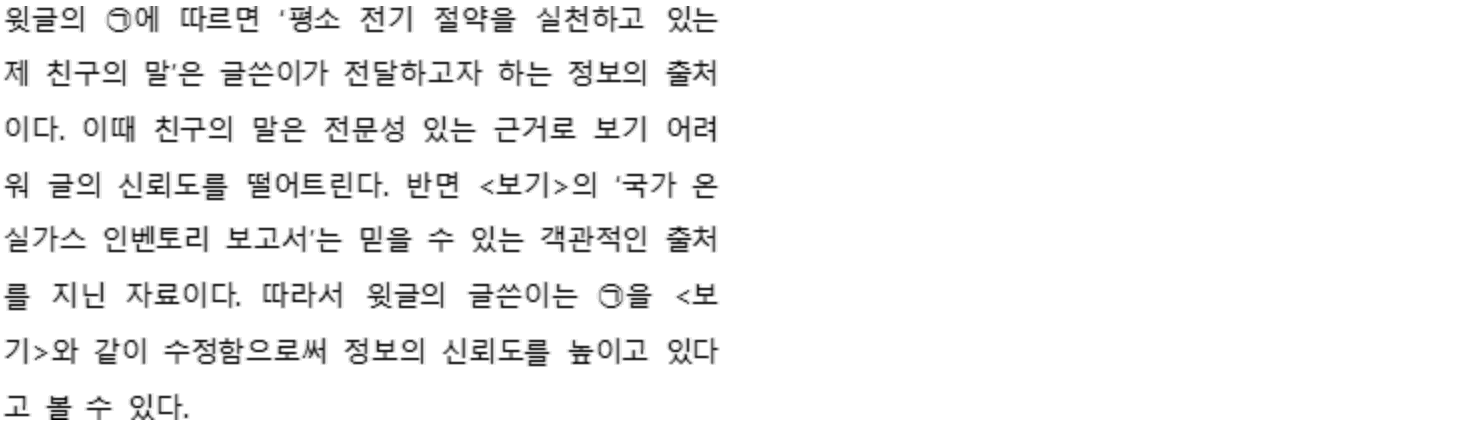 윗글의 ㉠에 따르면 ‘평소 전기 절약을 실천하고 있는
제 친구의 말’은 글쓴이가 전달하고자 하는 정보의 출처
이다. 이때 친구의 말은 전문성 있는 근거로 보기 어려
워 글의 신뢰도를 떨어트린다. 반면 <보기>의 ‘국가 온
실가스 인벤토리 보고서’는 믿을 수 있는 객관적인 출처
를 지닌 자료이다. 따라서 윗글의 글쓴이는 ㉠을 <보
기>와 같이 수정함으로써 정보의 신뢰도를 높이고 있다
고 볼 수 있다.